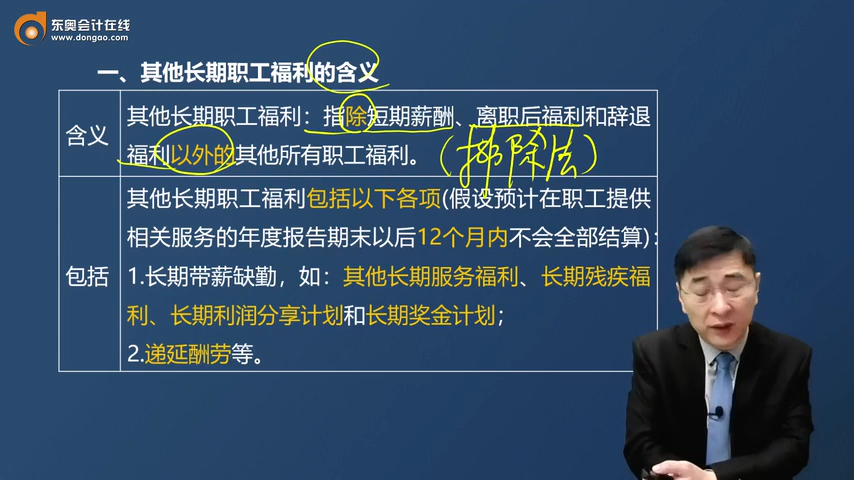 东奥会计在线
www.dongao.com
一、其他长期职工福利的含义
含义
其他长期职工福利：指除短期薪酬、离职后福利和辞退
福利以外的其他所有职工福利。
(排除法)
包括
其他长期职工福利包括以下各项(假设预计在职工提供
相关服务的年度报告期末以后12个月内不会全部结算)：
1.长期带薪缺勤，如：其他长期服务福利、长期残疾福
利、长期利润分享计划和长期奖金计划；
2.递延酬劳等。